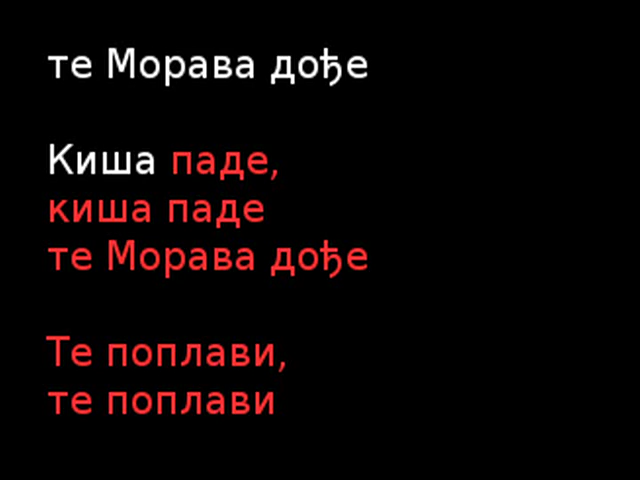 те Морава дође
Киша паде,
киша паде
те Морава дође
Те поплави,
те поплави